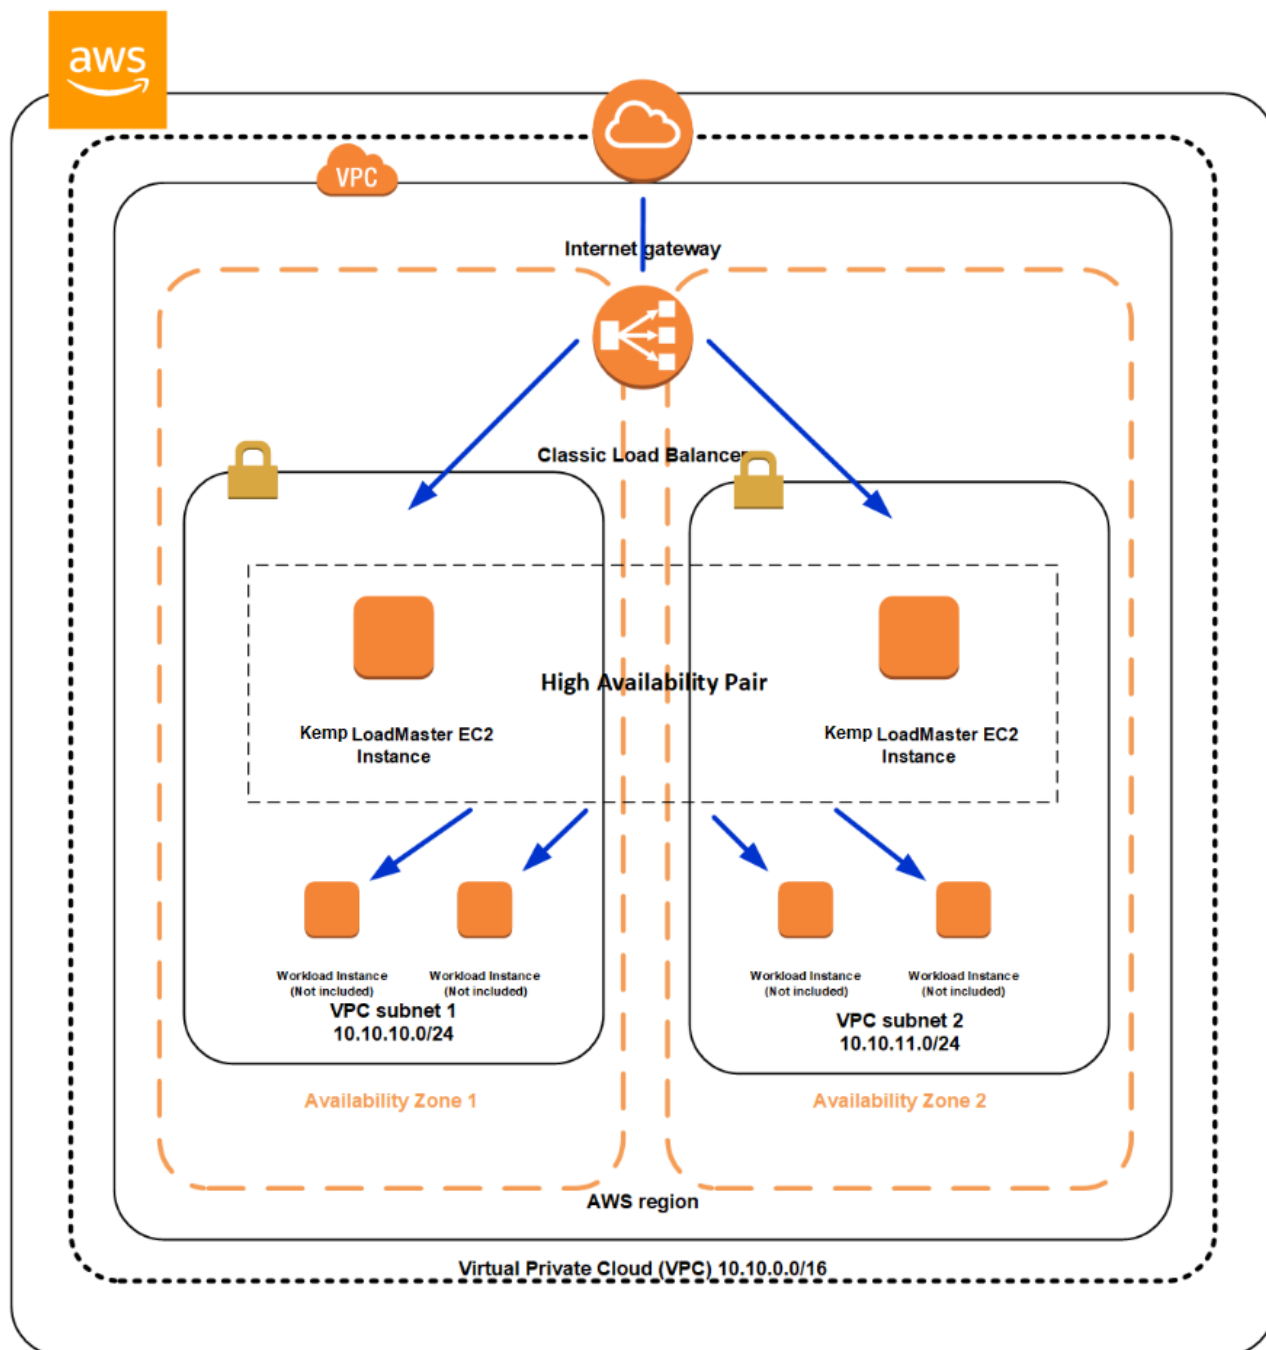 aws
VPC
Internet gateway
Classic Load Balancer
High Availability Pair
Kemp LoadMaster EC2
Instance
Kemp LoadMaster EC2
Instance
Workload Instance
(Not included)
Workload Instance
(Not included)
Workload Instance
(Not included)
Workload Instance
(Not included)
VPC subnet 1
10.10.10.0/24
VPC subnet 2
10.10.11.0/24
Availability Zone 1
Availability Zone 2
AWS region
Virtual Private Cloud (VPC) 10.10.0.0/16